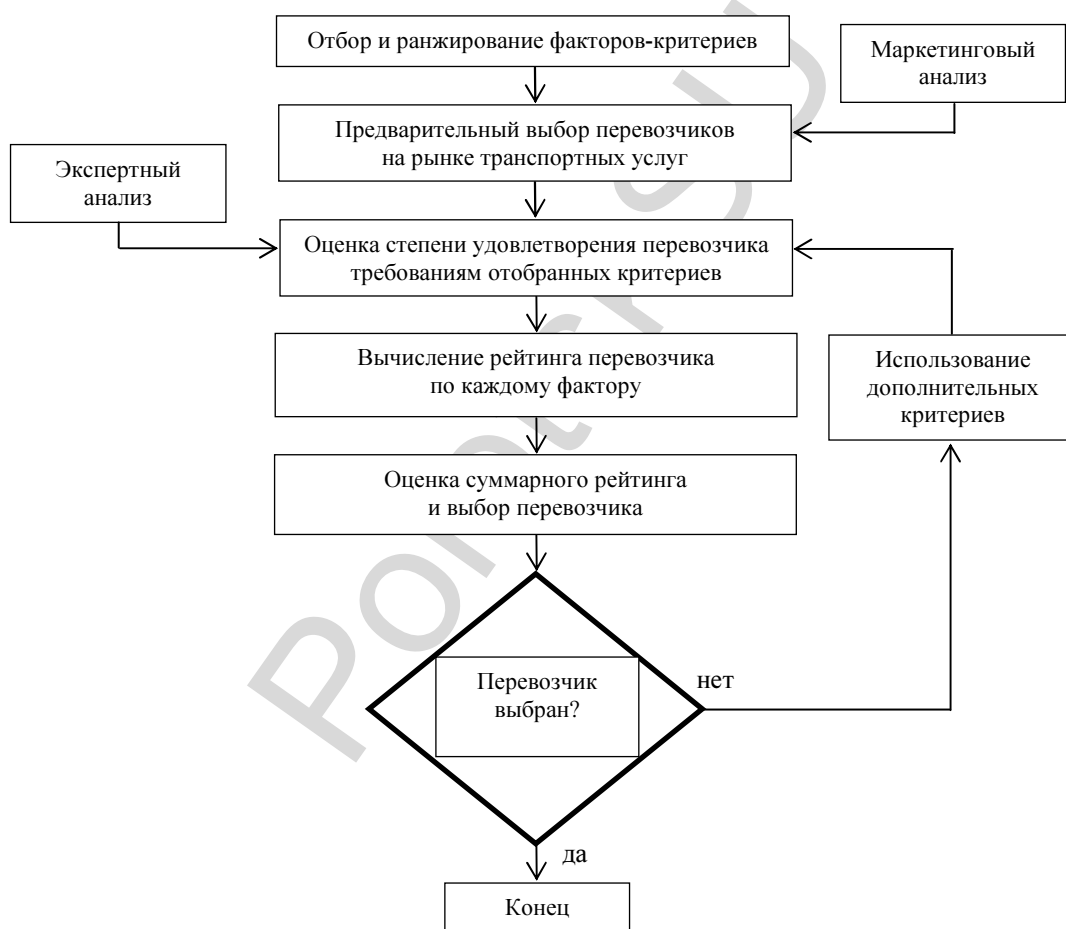 Отбор и ранжирование факторов-критериев
Маркетинговый
анализ
Предварительный выбор перевозчиков
на рынке транспортных услуг
Экспертный
анализ
Оценка степени удовлетворения перевозчика
требованиям отобранных критериев
Вычисление рейтинга перевозчика
по каждому фактору
Использование
дополнительных
критериев
Оценка суммарного рейтинга
и выбор перевозчика
Перевозчик
выбран?
нет
да
Конец